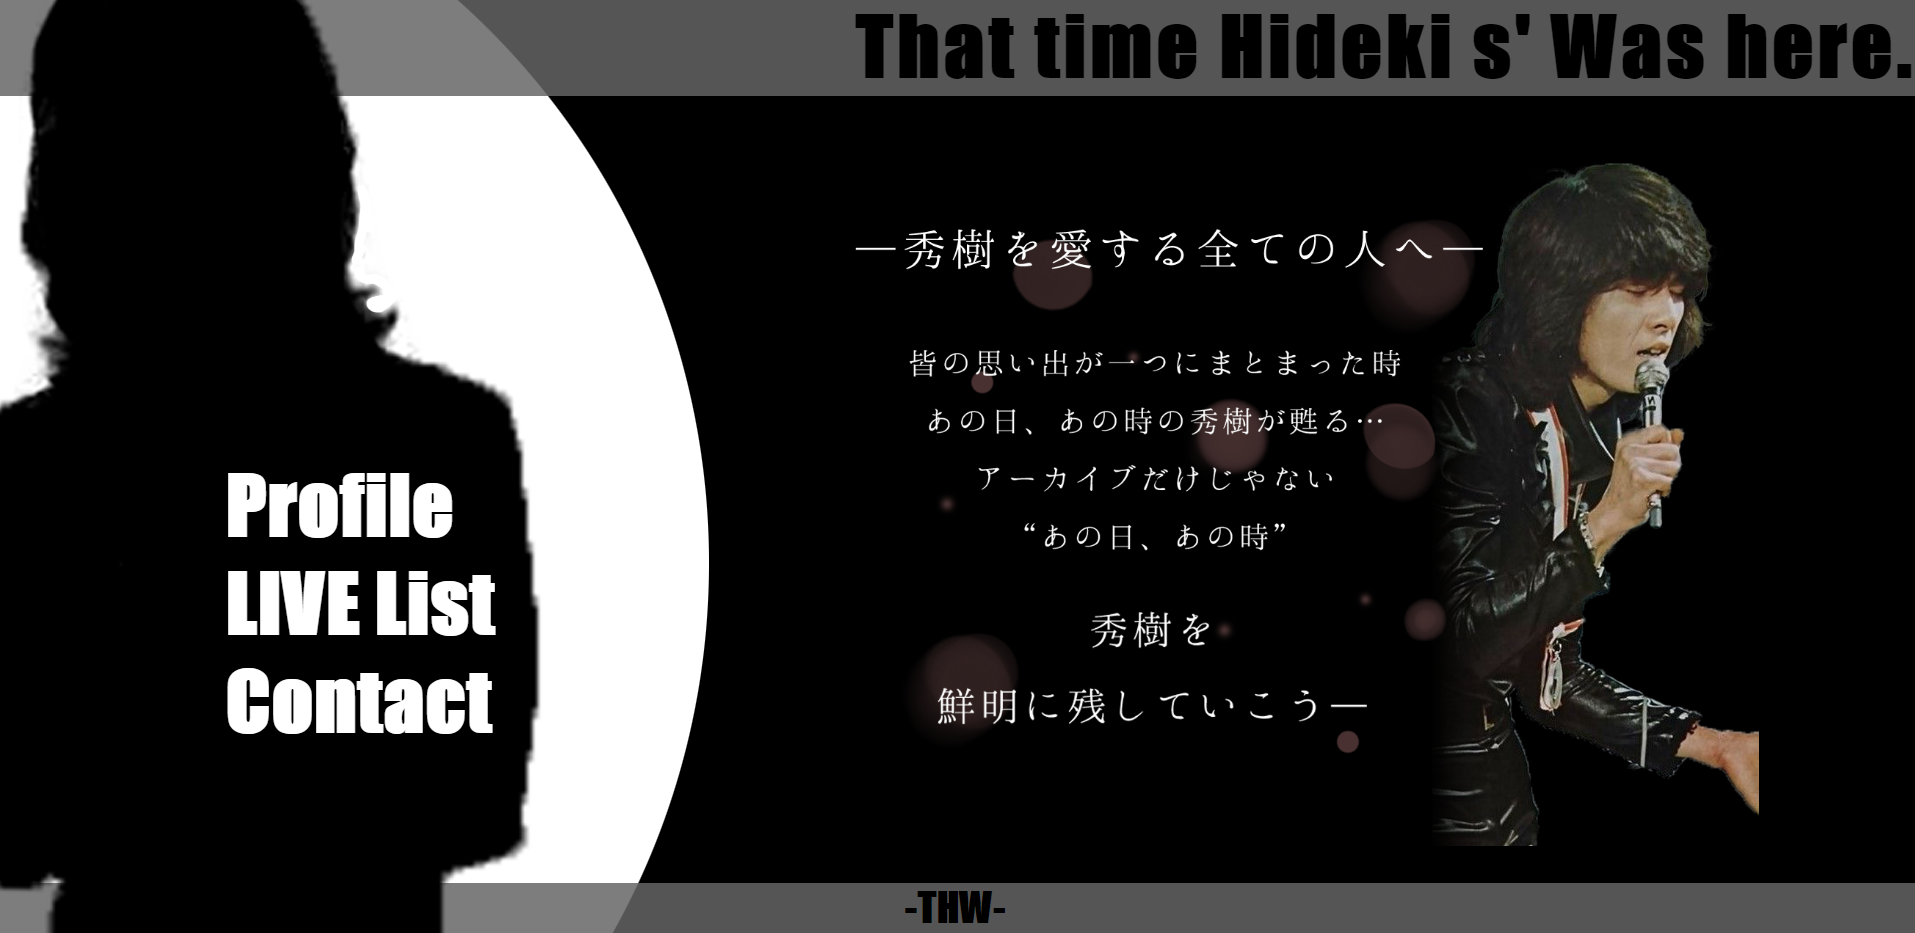 That time Hideki s' Was here.
―秀樹を愛する全ての人へ―
皆の思い出が一つにまとまった時
あの日、あの時の秀樹が甦る…
アーカイブだけじゃない
“あの日、あの時”
秀樹を
鮮明に残していこう―
Profile
LIVE List
Contact
-THW-